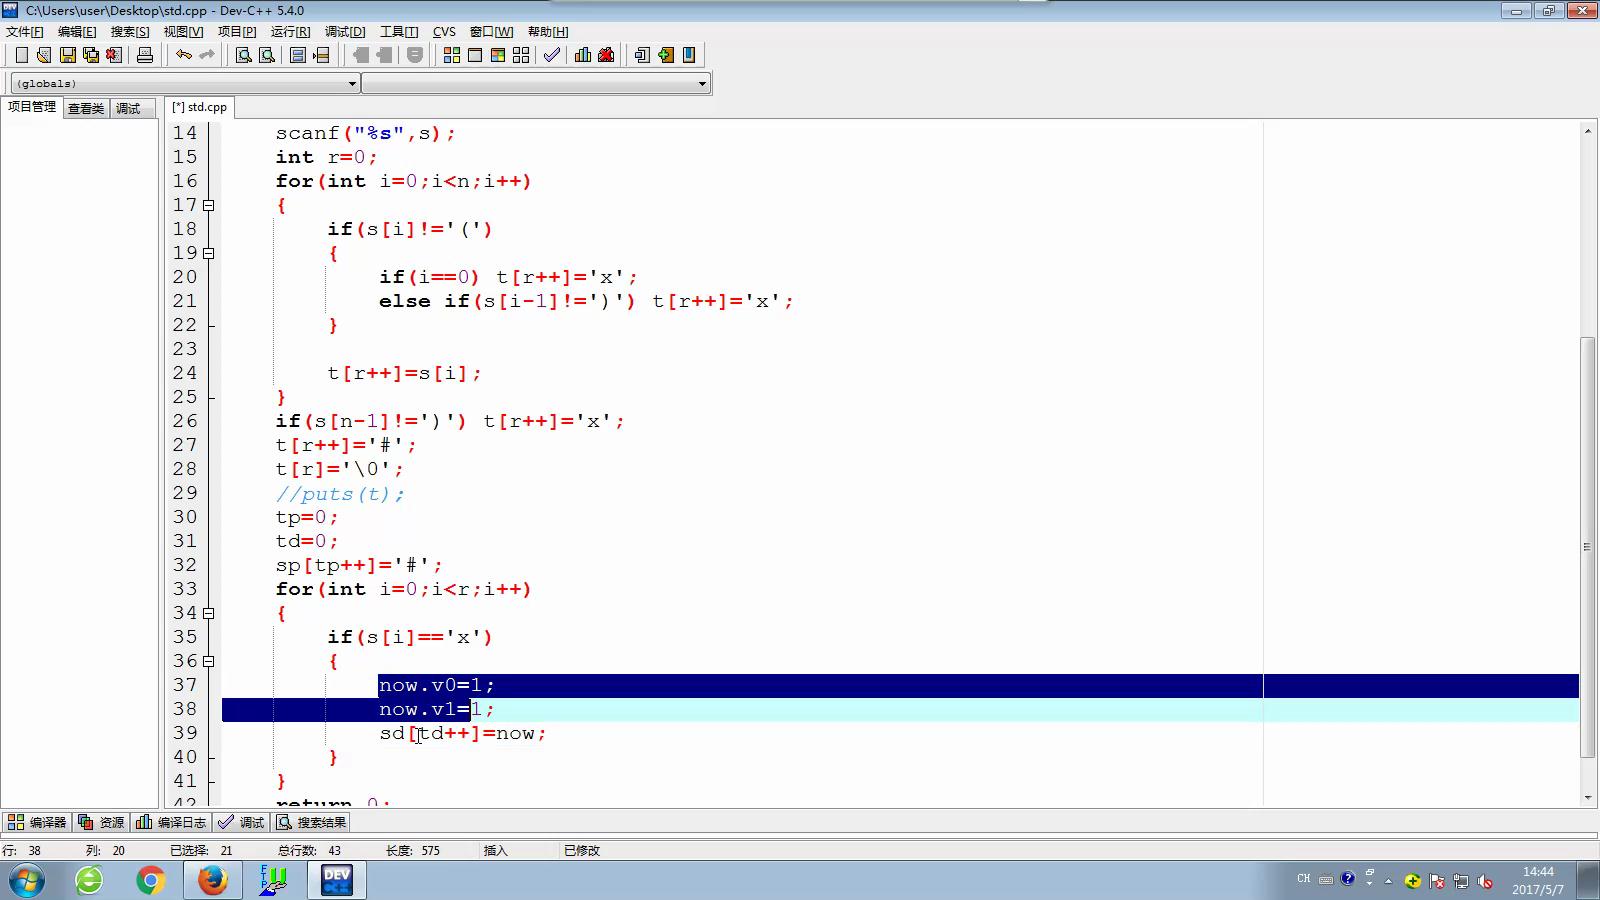 C:\Users\user\Desktop\std.cpp - Dev-C++ 5.4.0
文件[F] 编辑[E] 搜索[S] 视图[V] 项目[P] 运行[R] 调试[D] 工具[T] CVS 窗口[W] 帮助[H]
(globals)
项目管理 查看类 调试 [*] std.cpp
14 scanf("%s",s);
15 int r=0;
16 for(int i=0;i<n;i++)
17 {
18 if(s[i]!='(')
19 {
20 if(i==0) t[r++]='x';
21 else if(s[i-1]!=')') t[r++]='x';
22 }
23
24 t[r++]=s[i];
25 }
26 if(s[n-1]!=')') t[r++]='x';
27 t[r++]='#';
28 t[r]='\0';
29 //puts(t);
30 tp=0;
31 td=0;
32 sp[tp++]='#';
33 for(int i=0;i<r;i++)
34 {
35 if(s[i]=='x')
36 {
37 now.v0=1;
38 now.v1=1;
39 sd[td++]=now;
40 }
41 }
42 return 0;
编译器 资源 编译日志 调试 搜索结果
行: 38 列: 20 已选择: 21 总行数: 43 长度: 575 插入 已修改
FTP DEV C++ CH 14:44
2017/5/7